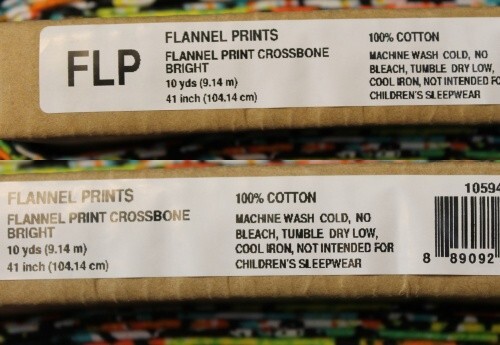 FLP
FLANNEL PRINTS
FLANNEL PRINT CROSSBONE
BRIGHT
10 yds (9.14 m)
41 inch (104.14 cm)
100% COTTON
MACHINE WASH COLD, NO
BLEACH, TUMBLE DRY LOW,
COOL IRON, NOT INTENDED FO
CHILDREN'S SLEEPWEAR
FLANNEL PRINTS
FLANNEL PRINT CROSSBONE
BRIGHT
10 yds (9.14 m)
41 inch (104.14 cm)
100% COTTON
MACHINE WASH COLD, NO
BLEACH, TUMBLE DRY LOW,
COOL IRON, NOT INTENDED FOR
CHILDREN'S SLEEPWEAR
10594
8 89092